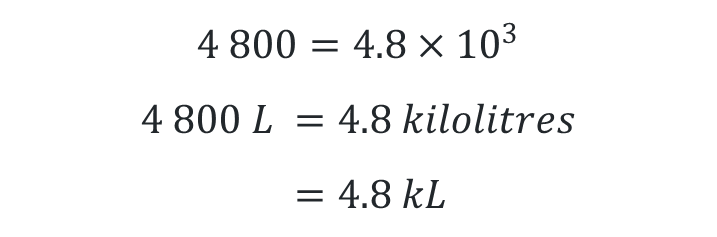 4 800 = 4.8 × 10³
4 800 L = 4.8 kilolitres
= 4.8 kL